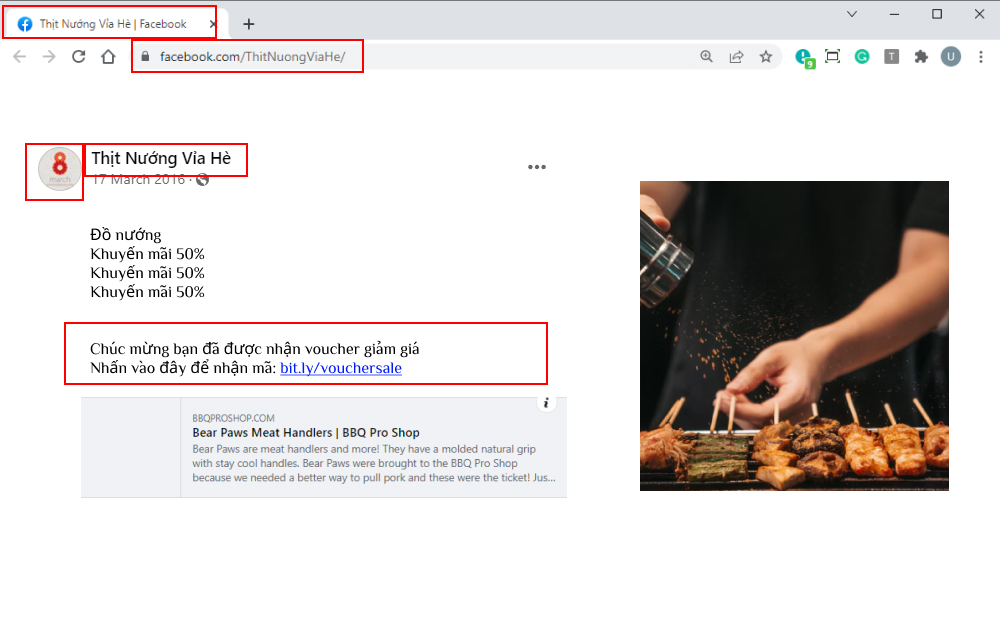 Thịt Nướng Vỉa Hè | Facebook
facebook.com/ThitNuongViaHe/
9
T
U
8
march
Thịt Nướng Vỉa Hè
17 March 2016 ·
Đồ nướng
Khuyến mãi 50%
Khuyến mãi 50%
Khuyến mãi 50%
Chúc mừng bạn đã được nhận voucher giảm giá
Nhấn vào đây để nhận mã: bit.ly/vouchersale
BBQPROSHOP.COM
Bear Paws Meat Handlers | BBQ Pro Shop
Bear Paws are meat handlers and more! They have a molded natural grip
with stay cool handles. Bear Paws were brought to the BBQ Pro Shop
because we needed a better way to pull pork and these were the ticket! Jus...